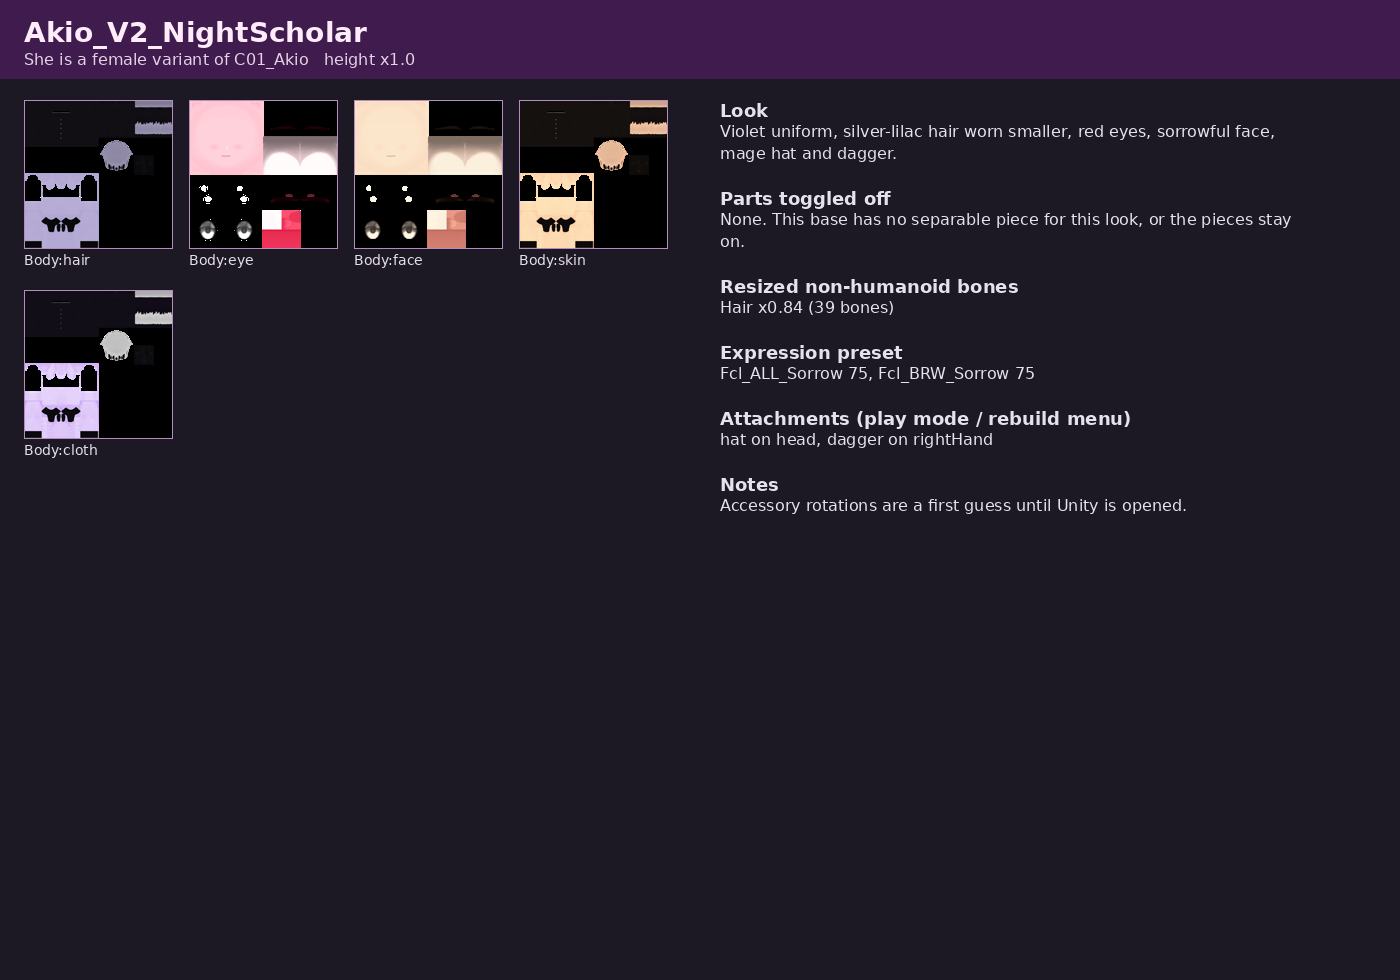 Akio_V2_NightScholar
She is a female variant of C01_Akio   height x1.0
Body:hair
Body:eye
Body:face
Body:skin
Body:cloth
Look
Violet uniform, silver-lilac hair worn smaller, red eyes, sorrowful face,
mage hat and dagger.
Parts toggled off
None. This base has no separable piece for this look, or the pieces stay
on.
Resized non-humanoid bones
Hair x0.84 (39 bones)
Expression preset
Fcl_ALL_Sorrow 75, Fcl_BRW_Sorrow 75
Attachments (play mode / rebuild menu)
hat on head, dagger on rightHand
Notes
Accessory rotations are a first guess until Unity is opened.